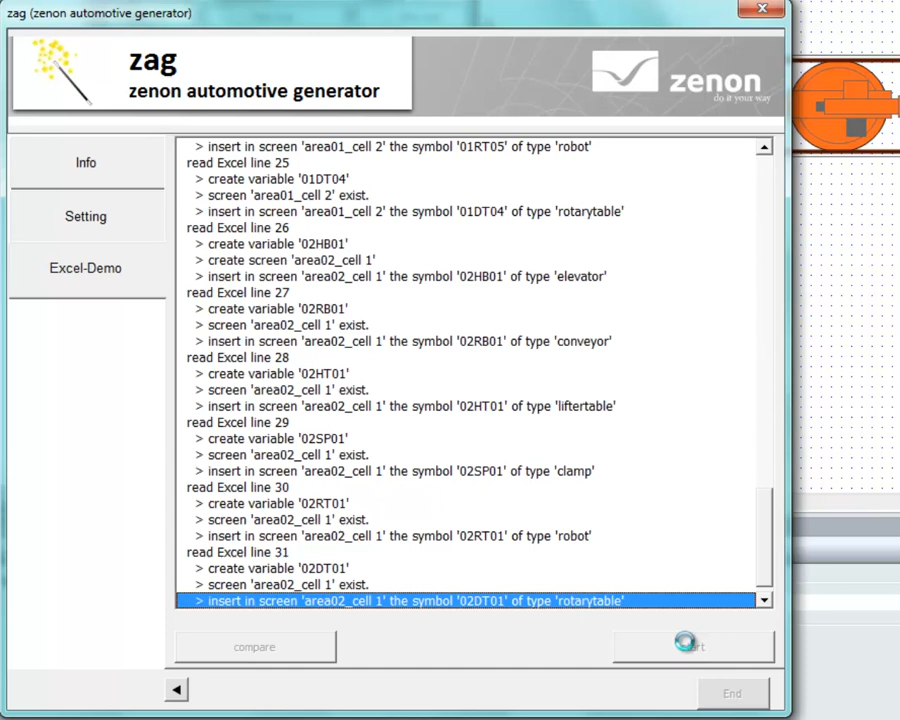 zag (zenon automotive generator)
zag
zenon automotive generator
zenon
do it your way
Info
Setting
Excel-Demo
> insert in screen 'area01_cell 2' the symbol '01RT05' of type 'robot'
read Excel line 25
> create variable '01DT04'
> screen 'area01_cell 2' exist.
> insert in screen 'area01_cell 2' the symbol '01DT04' of type 'rotarytable'
read Excel line 26
> create variable '02HB01'
> create screen 'area02_cell 1'
> insert in screen 'area02_cell 1' the symbol '02HB01' of type 'elevator'
read Excel line 27
> create variable '02RB01'
> screen 'area02_cell 1' exist.
> insert in screen 'area02_cell 1' the symbol '02RB01' of type 'conveyor'
read Excel line 28
> create variable '02HT01'
> screen 'area02_cell 1' exist.
> insert in screen 'area02_cell 1' the symbol '02HT01' of type 'liftertable'
read Excel line 29
> create variable '02SP01'
> screen 'area02_cell 1' exist.
> insert in screen 'area02_cell 1' the symbol '02SP01' of type 'clamp'
read Excel line 30
> create variable '02RT01'
> screen 'area02_cell 1' exist.
> insert in screen 'area02_cell 1' the symbol '02RT01' of type 'robot'
read Excel line 31
> create variable '02DT01'
> screen 'area02_cell 1' exist.
> insert in screen 'area02_cell 1' the symbol '02DT01' of type 'rotarytable'
compare
End